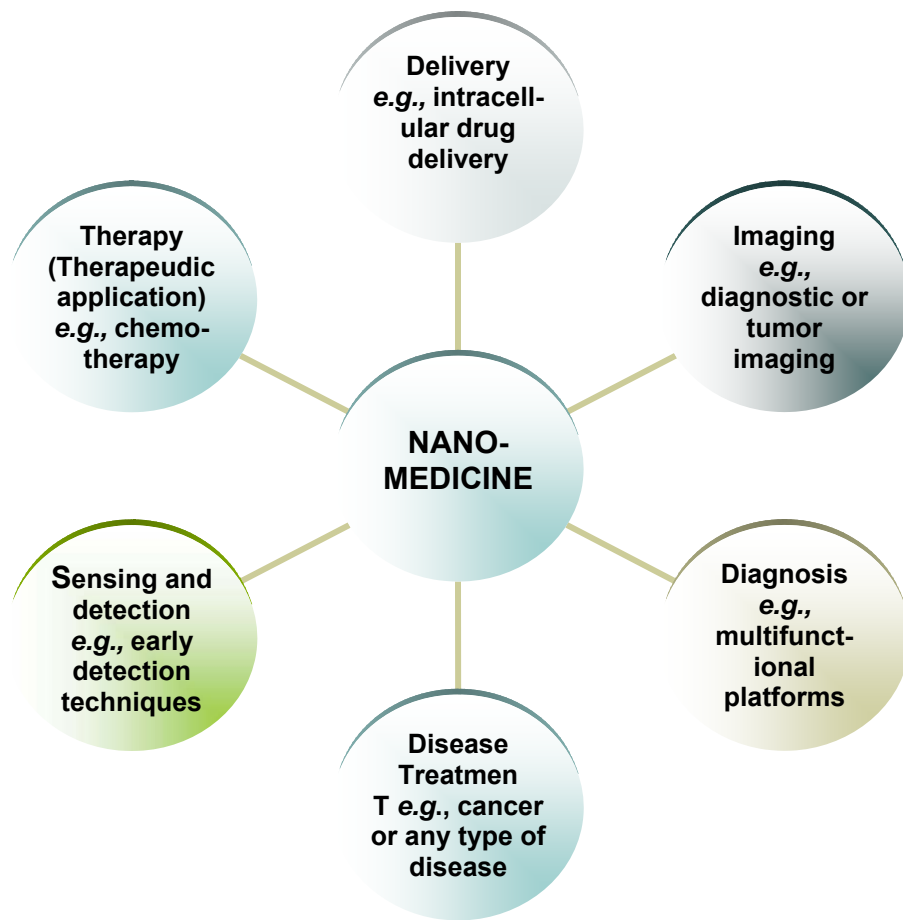 Delivery
e.g., intracell-
ular drug
delivery
Therapy
(Therapeudic
application)
e.g., chemo-
therapy
Imaging
e.g.,
diagnostic or
tumor
imaging
NANO-
MEDICINE
Sensing and
detection
e.g., early
detection
techniques
Diagnosis
e.g.,
multifunct-
ional
platforms
Disease
Treatmen
T e.g., cancer
or any type of
disease